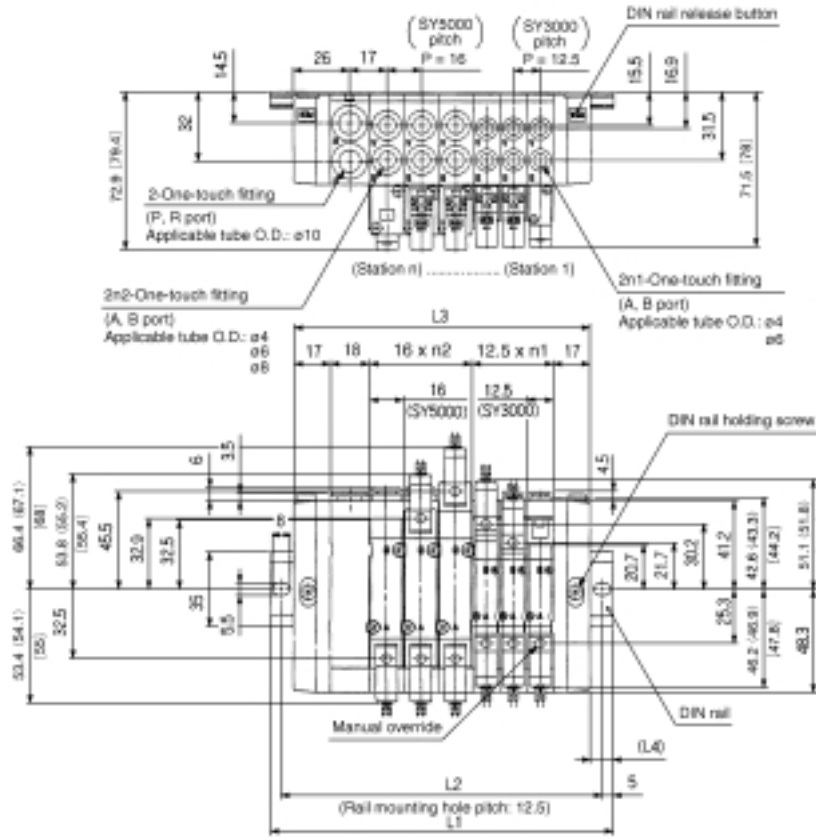 DIN rail release button
(SY5000 pitch)
P = 16
(SY3000 pitch)
P = 12.5
26
17
14.5
32
72.9 [79.4]
15.5
16.9
31.5
71.5 [78]
2-One-touch fitting
(P, R port)
Applicable tube O.D.: ø10
(Station n) .................. (Station 1)
2n2-One-touch fitting
(A, B port)
Applicable tube O.D.: ø4
ø6
ø8
2n1-One-touch fitting
(A, B port)
Applicable tube O.D.: ø4
ø6
L3
17
18
16 x n2
12.5 x n1
17
16
(SY5000)
12.5
(SY3000)
DIN rail holding screw
66.4 (67.1)
[68]
53.8 (55.2)
[55.4]
45.5
6
3.5
32.9
32.5
4.5
20.7
21.7
30.2
41.2
42.6 (43.3)
[44.2]
53.4 (54.1)
[55]
32.5
35
5.5
25.3
46.2 (46.9)
[47.8]
48.3
Manual override
DIN rail
(L4)
L2
5
(Rail mounting hole pitch: 12.5)
L1